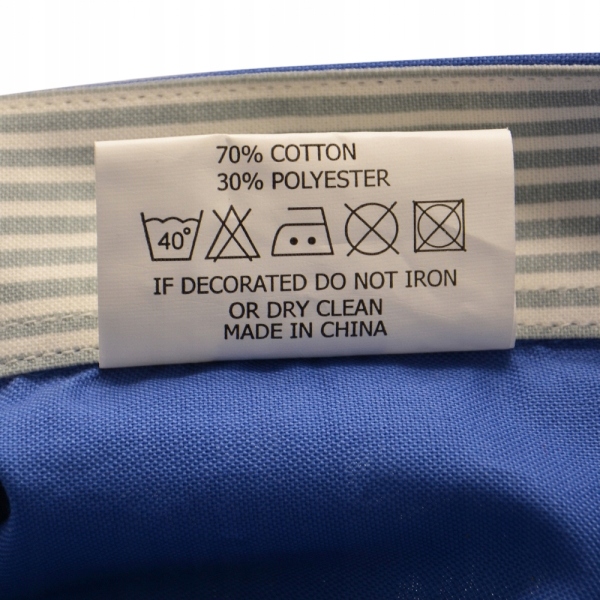 70% COTTON
30% POLYESTER
40°
IF DECORATED DO NOT IRON
OR DRY CLEAN
MADE IN CHINA